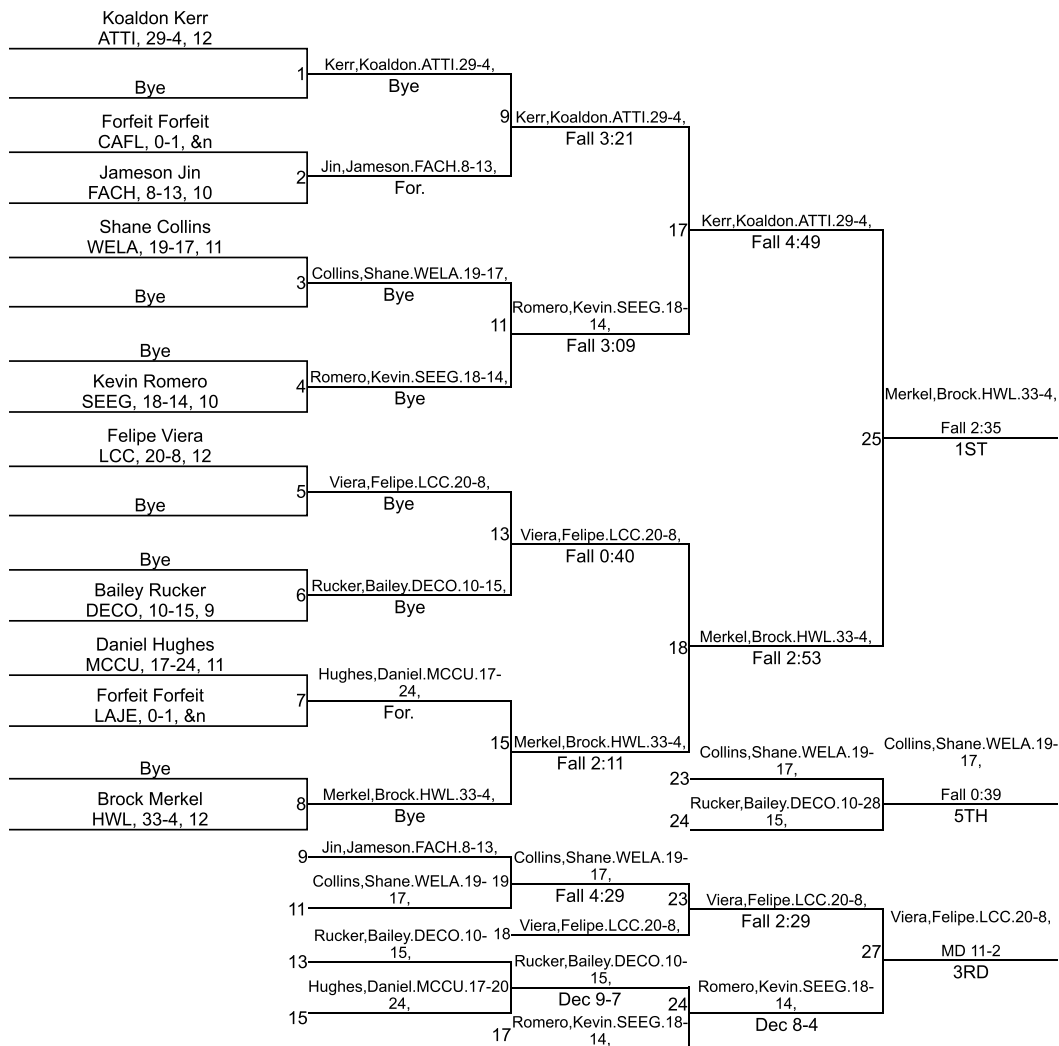 Koaldon Kerr
ATTI, 29-4, 12
1
Kerr,Koaldon.ATTI.29-4,
Bye
Bye
9
Kerr,Koaldon.ATTI.29-4,
Fall 3:21
Forfeit Forfeit
CAFL, 0-1, &n
Jameson Jin
FACH, 8-13, 10
2
Jin,Jameson.FACH.8-13,
For.
17
Kerr,Koaldon.ATTI.29-4,
Fall 4:49
Shane Collins
WELA, 19-17, 11
Bye
3
Collins,Shane.WELA.19-17,
Bye
11
Romero,Kevin.SEEG.18-
14,
Fall 3:09
Bye
Kevin Romero
SEEG, 18-14, 10
4
Romero,Kevin.SEEG.18-14,
Bye
25
Merkel,Brock.HWL.33-4,
Fall 2:35
1ST
Felipe Viera
LCC, 20-8, 12
Bye
5
Viera,Felipe.LCC.20-8,
Bye
13
Viera,Felipe.LCC.20-8,
Fall 0:40
Bye
Bailey Rucker
DECO, 10-15, 9
6
Rucker,Bailey.DECO.10-15,
Bye
18
Merkel,Brock.HWL.33-4,
Fall 2:53
Daniel Hughes
MCCU, 17-24, 11
Forfeit Forfeit
LAJE, 0-1, &n
7
Hughes,Daniel.MCCU.17-
24,
For.
15
Merkel,Brock.HWL.33-4,
Fall 2:11
Bye
Brock Merkel
HWL, 33-4, 12
8
Merkel,Brock.HWL.33-4,
Bye
23
Collins,Shane.WELA.19-
17,
24
Rucker,Bailey.DECO.10-28
15,
Collins,Shane.WELA.19-
17,
Fall 0:39
5TH
9
Jin,Jameson.FACH.8-13,
11
Collins,Shane.WELA.19-
17,
19
Collins,Shane.WELA.19-
17,
Fall 4:29
18
Viera,Felipe.LCC.20-8,
23
Viera,Felipe.LCC.20-8,
Fall 2:29
13
Rucker,Bailey.DECO.10-
15,
15
Hughes,Daniel.MCCU.17-20
24,
Rucker,Bailey.DECO.10-
15,
Dec 9-7
17
Romero,Kevin.SEEG.18-
14,
24
Romero,Kevin.SEEG.18-
14,
Dec 8-4
27
Viera,Felipe.LCC.20-8,
MD 11-2
3RD